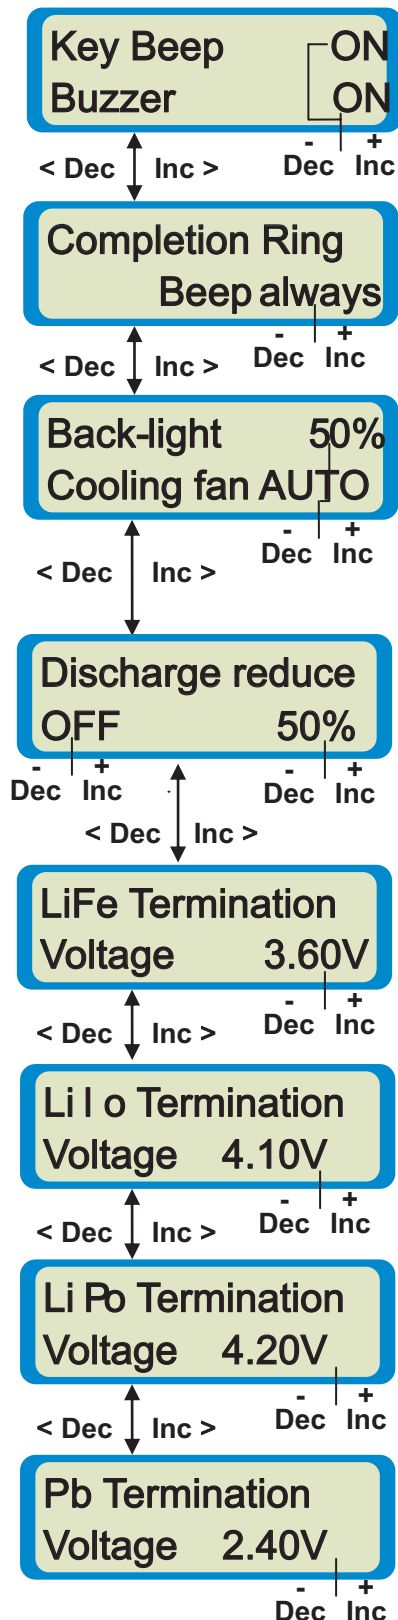 Key Beep ON
Buzzer ON
- +
< Dec Inc > Dec Inc
Completion Ring
Beep always
- +
< Dec Inc > Dec Inc
Back-light 50%
Cooling fan AUTO
- +
Dec Inc
< Dec Inc >
Discharge reduce
OFF 50%
- + - +
Dec Inc Dec Inc
< Dec Inc >
LiFe Termination
Voltage 3.60V
- +
< Dec Inc > Dec Inc
Li I o Termination
Voltage 4.10V
- +
< Dec Inc > Dec Inc
Li Po Termination
Voltage 4.20V
- +
< Dec Inc > Dec Inc
Pb Termination
Voltage 2.40V
- +
Dec Inc